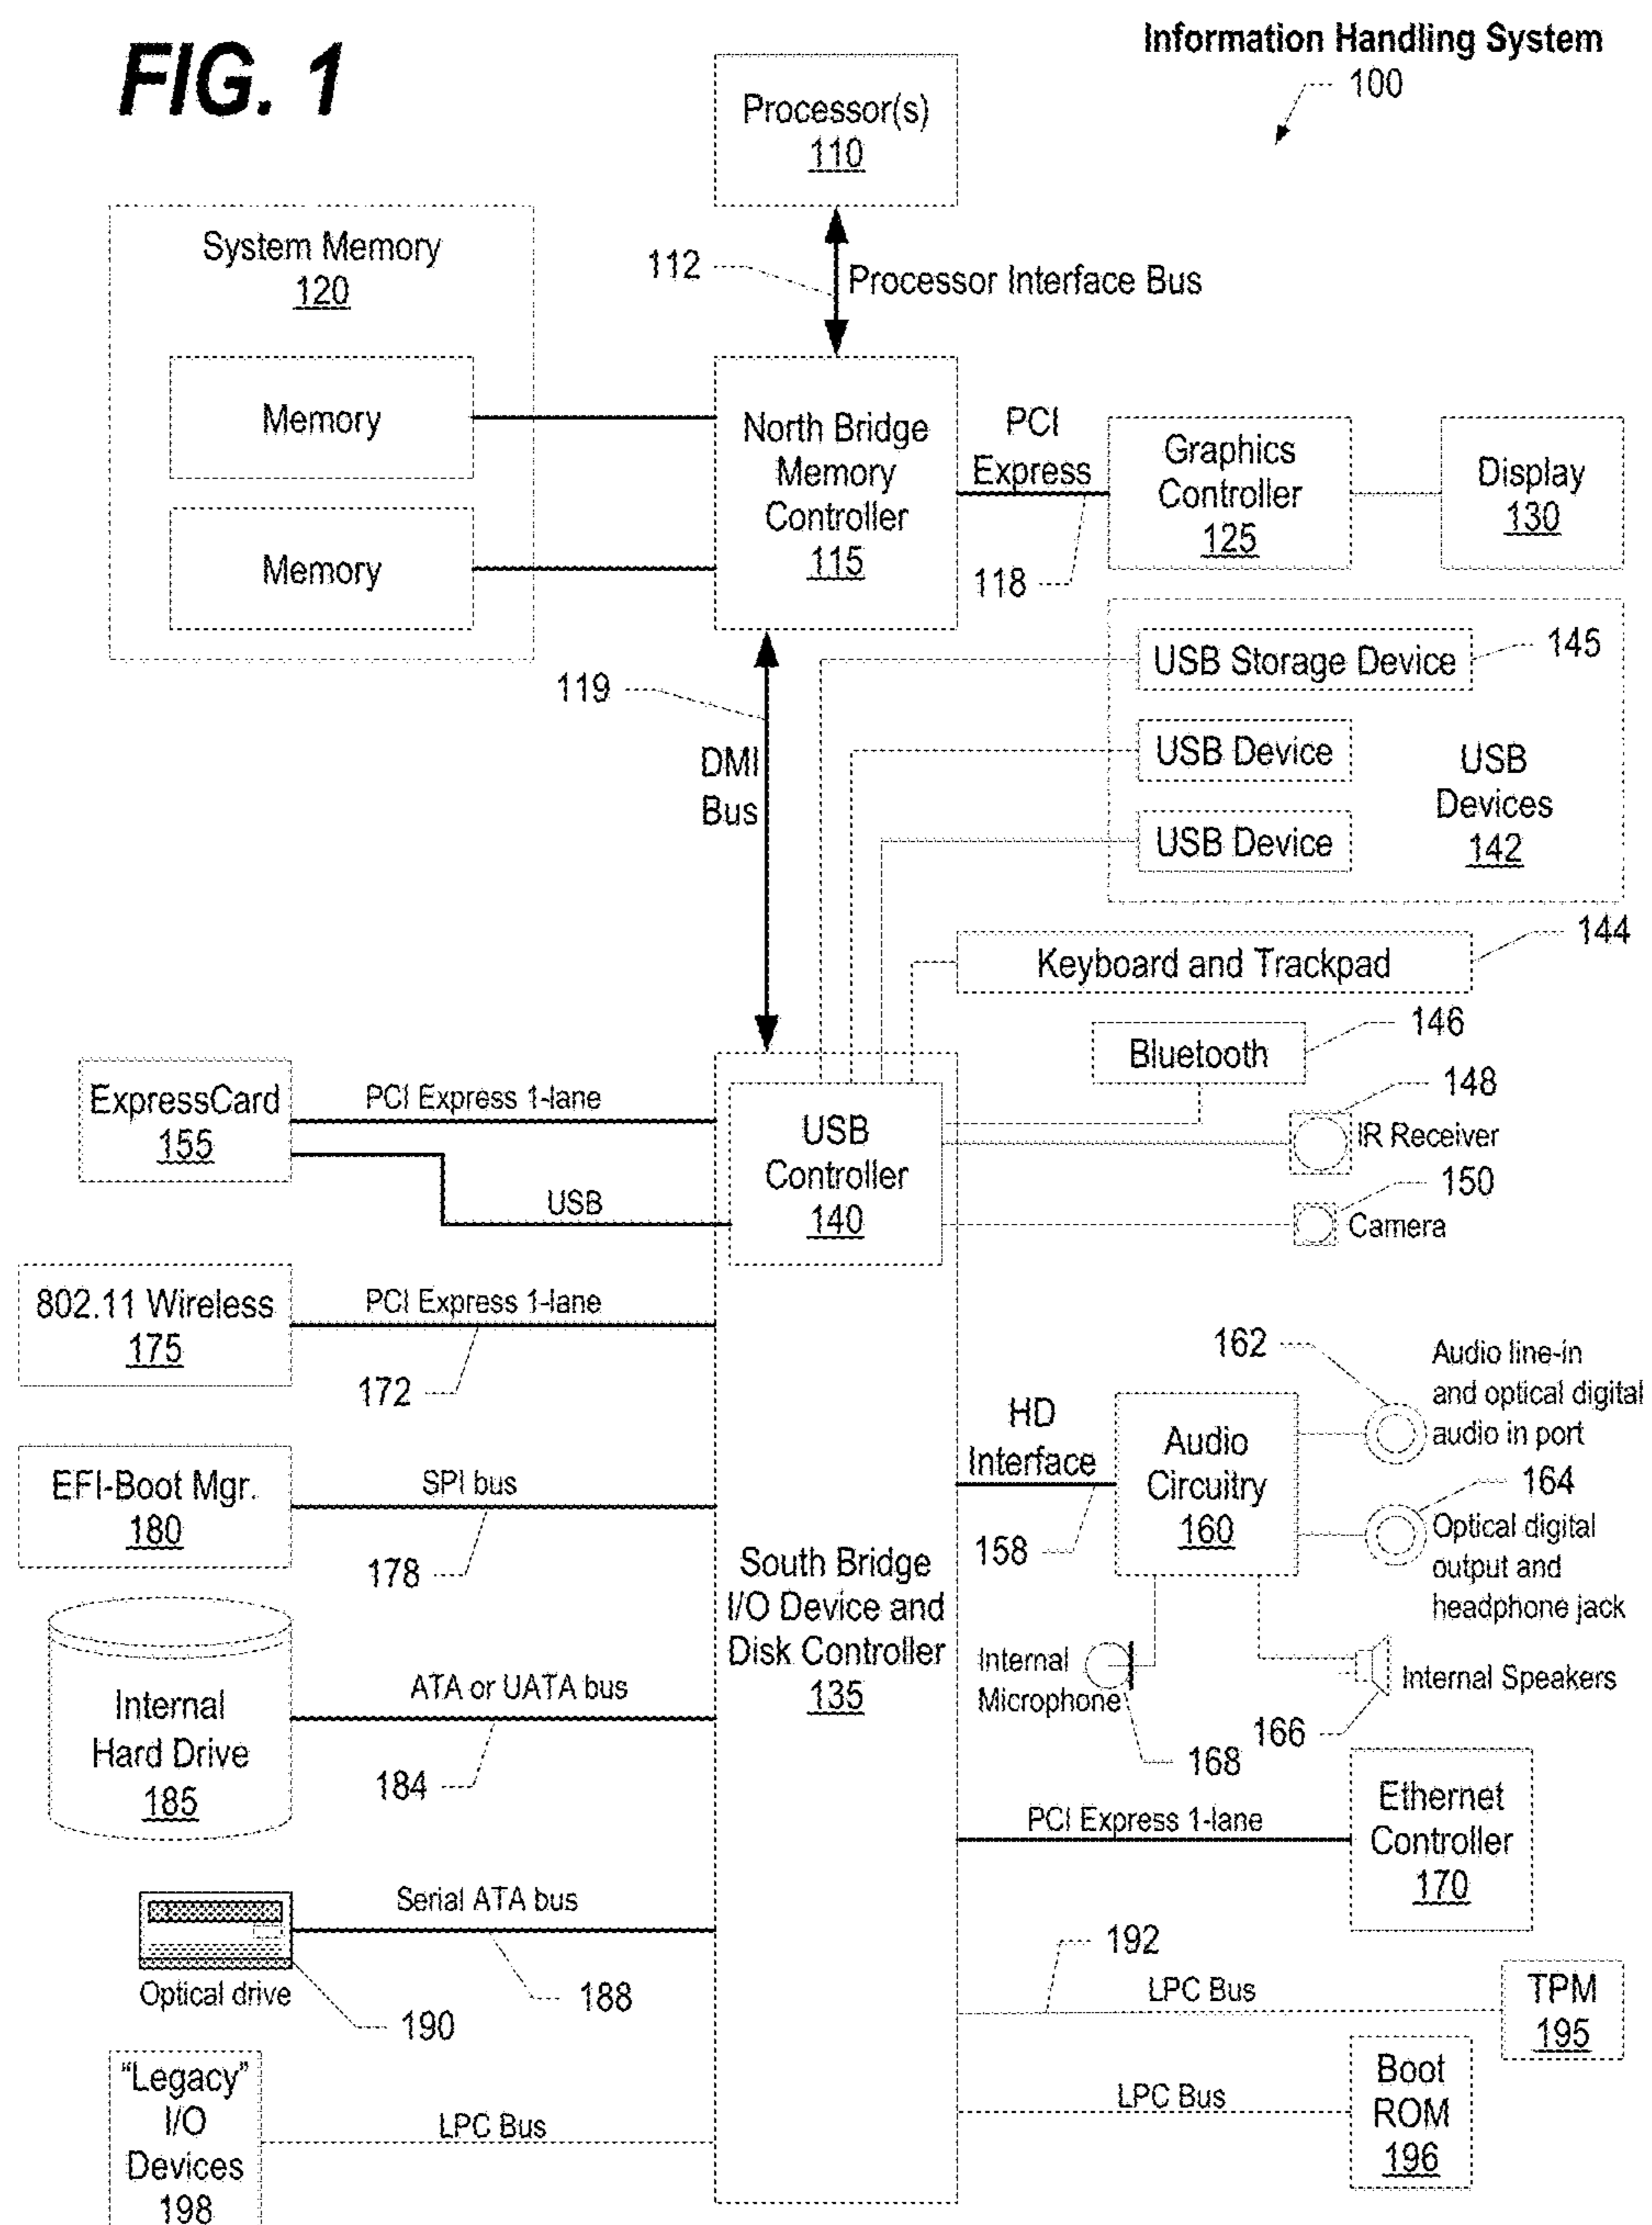 FIG. 1
Information Handling System
100
Processor(s)
110
System Memory
120
112
Processor Interface Bus
Memory
Memory
North Bridge
Memory
Controller
115
PCI
Express
118
Graphics
Controller
125
Display
130
119
DMI
Bus
USB Storage Device
145
USB Device
USB Device
USB
Devices
142
Keyboard and Trackpad
144
Bluetooth
146
148
IR Receiver
150
Camera
ExpressCard
155
PCI Express 1-lane
USB
USB
Controller
140
802.11 Wireless
175
PCI Express 1-lane
172
EFI-Boot Mgr.
180
SPI bus
178
162
Audio line-in
and optical digital
audio in port
HD
Interface
158
Audio
Circuitry
160
164
Optical digital
output and
headphone jack
South Bridge
I/O Device and
Disk Controller
135
Internal
Microphone
168
Internal Speakers
166
Internal
Hard Drive
185
ATA or UATA bus
184
PCI Express 1-lane
Ethernet
Controller
170
Serial ATA bus
188
Optical drive
190
192
LPC Bus
TPM
195
LPC Bus
Boot
ROM
196
“Legacy”
I/O
Devices
198
LPC Bus